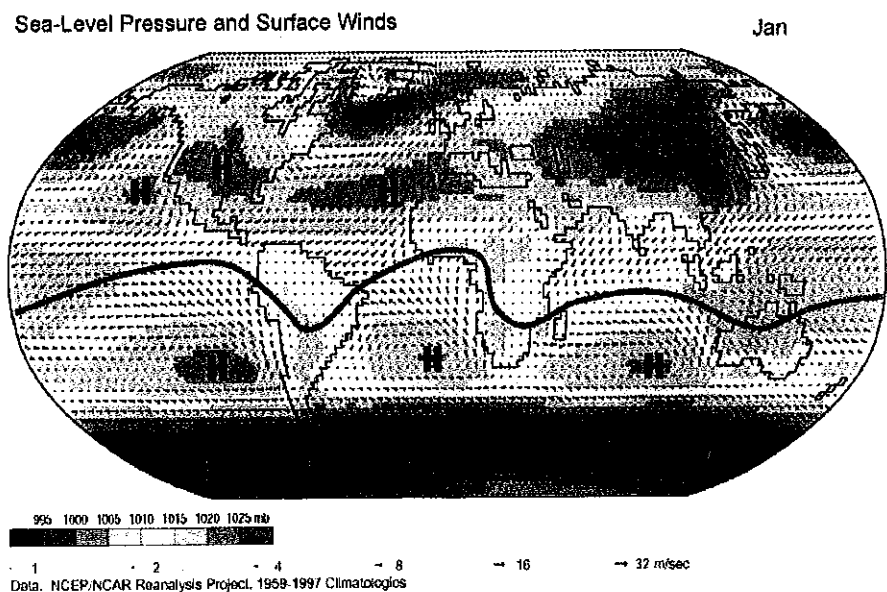 Sea-Level Pressure and Surface Winds
Jan
H
H
H
H
H
H
995 1000 1005 1010 1015 1020 1025 mb
1 2 4 8 16 32 m/sec
Data. NCEP/NCAR Reanalysis Project, 1959-1997 Climatologies